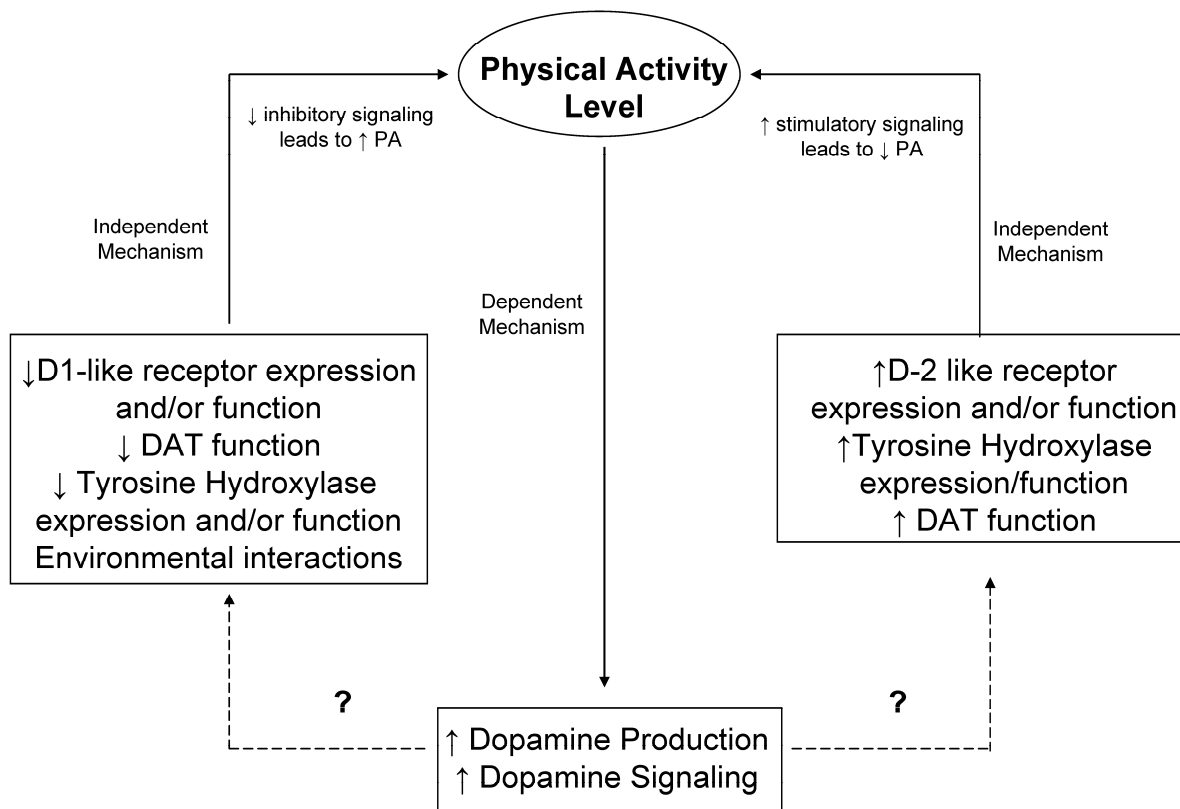 Physical Activity
Level
↓ inhibitory signaling
leads to ↑ PA
↑ stimulatory signaling
leads to ↓ PA
Independent
Mechanism
Independent
Mechanism
Dependent
Mechanism
↓D1-like receptor expression
and/or function
↓ DAT function
↓ Tyrosine Hydroxylase
expression and/or function
Environmental interactions
↑D-2 like receptor
expression and/or function
↑Tyrosine Hydroxylase
expression/function
↑ DAT function
?
?
↑ Dopamine Production
↑ Dopamine Signaling